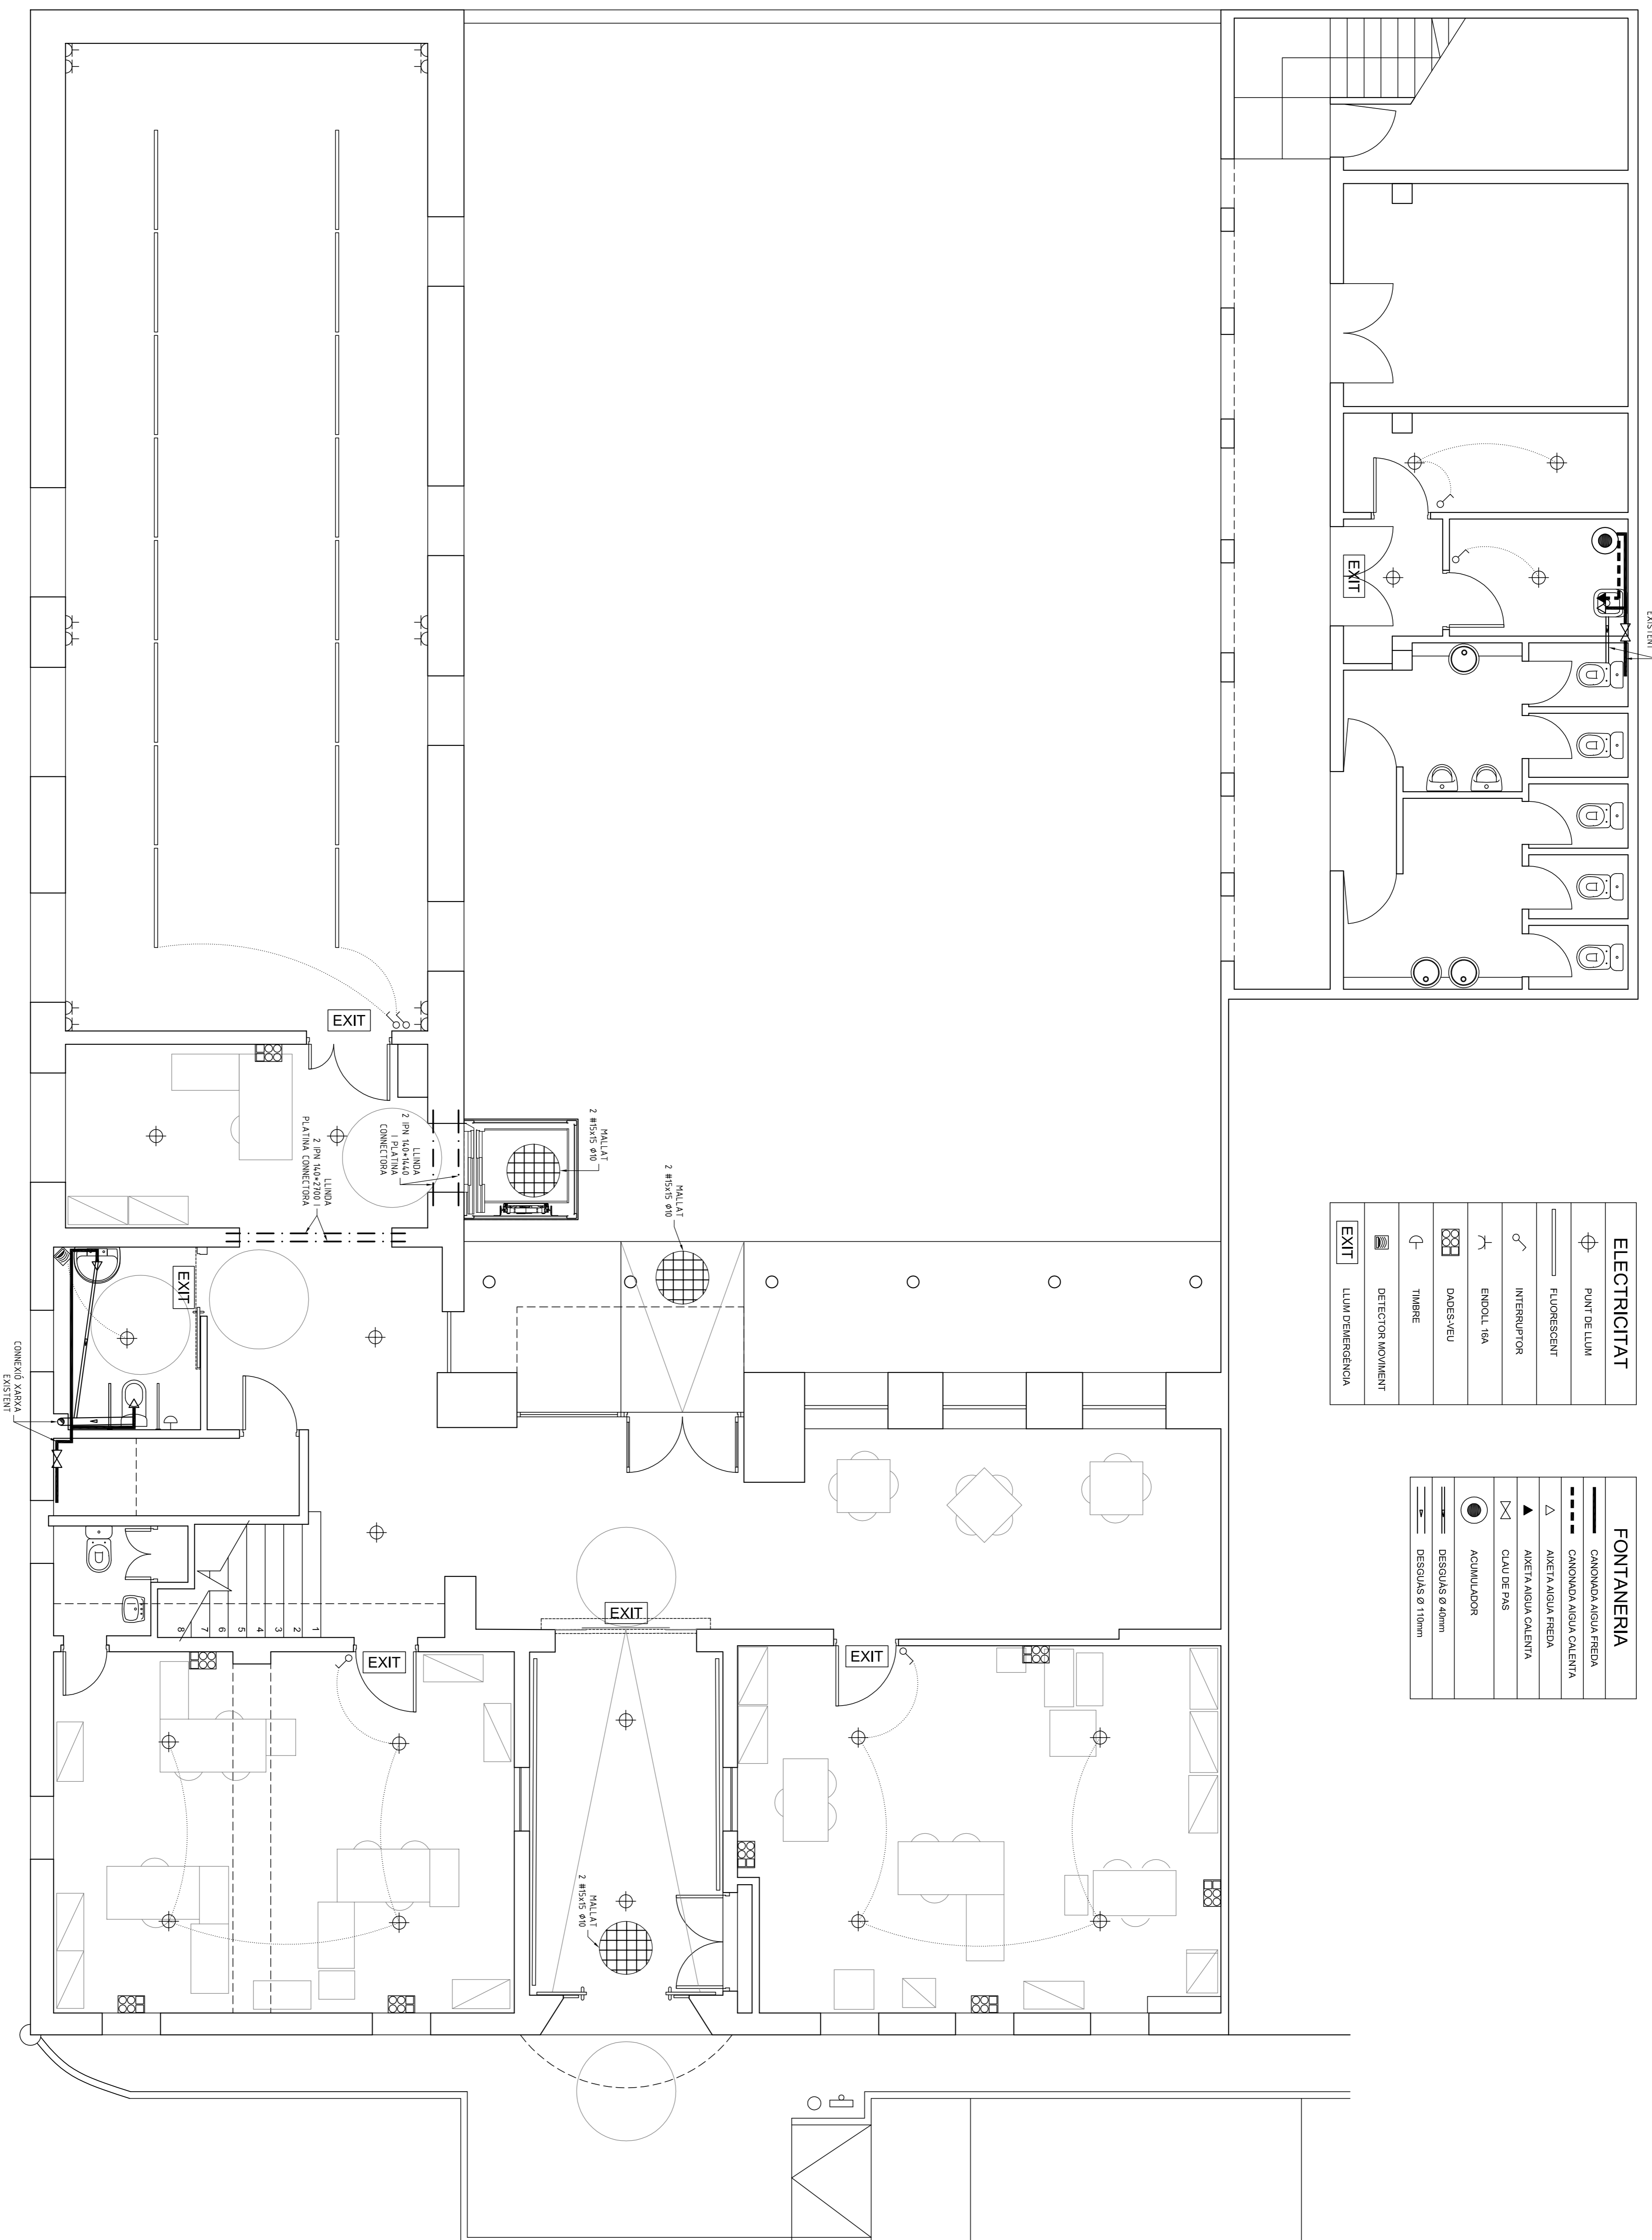 ELECTRICITAT
PUNT DE LLUM
FLUORESCENT
INTERRUPTOR
ENDOLL 16A
DADES-VEU
TIMBRE
DETECTOR MOVIMENT
EXIT
LLUM D'EMERGÈNCIA
FONTANERIA
CANONADA AIGUA FREDA
CANONADA AIGUA CALENTA
AIXETA AIGUA FREDA
AIXETA AIGUA CALENTA
CLAU DE PAS
ACUMULADOR
DESGUÀS Ø 40mm
DESGUÀS Ø 110mm
EXISTENT
EXIT
EXIT
MALLAT
2 #15x15 Ø10
LLINDA
2 IPN 140*1440
I PLATINA
CONNECTORA
LLINDA
2 IPN 140*2700 I
PLATINA CONNECTORA
MALLAT
2 #15x15 Ø10
EXIT
CONNEXIÓ XARXA
EXISTENT
EXIT
1
2
3
4
5
6
7
8
EXIT
EXIT
MALLAT
2 #15x15 Ø10